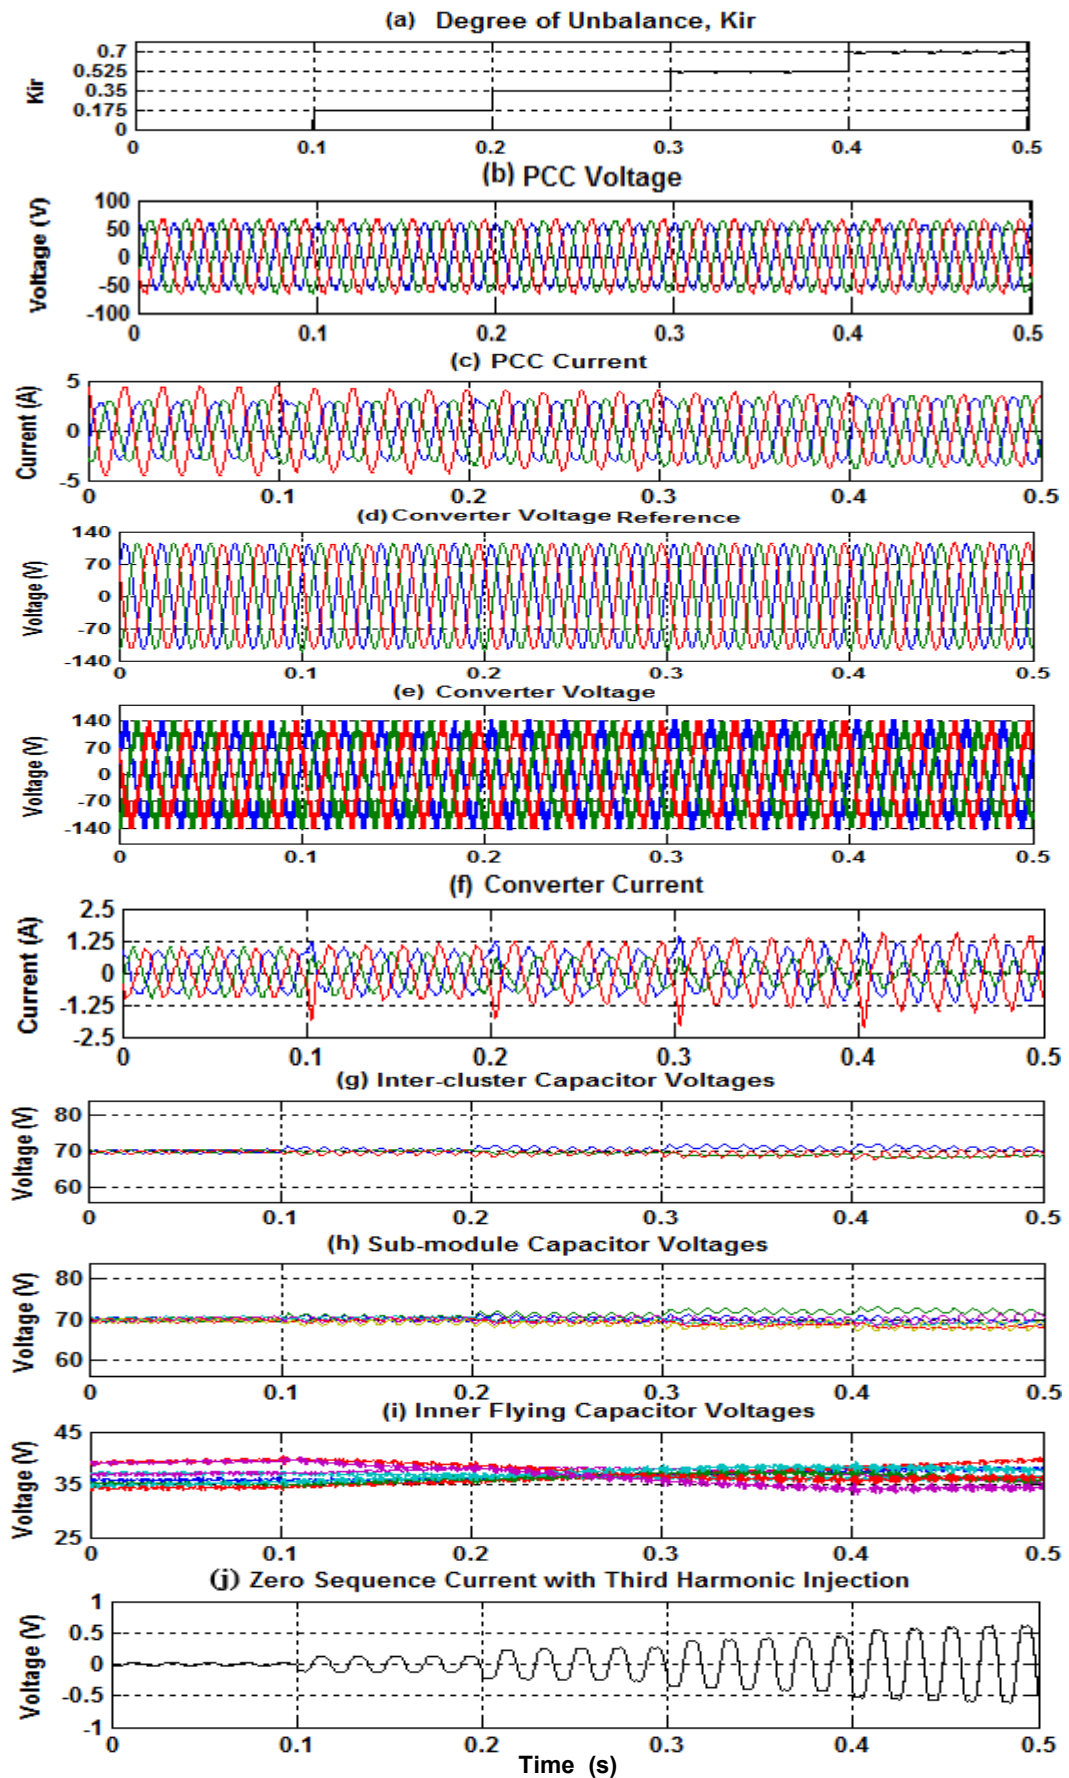 (a) Degree of Unbalance, Kir
Kir
0.7
0.525
0.35
0.175
0
0 0.1 0.2 0.3 0.4 0.5
(b) PCC Voltage
Voltage (V)
100
50
0
-50
-100
0 0.1 0.2 0.3 0.4 0.5
(c) PCC Current
Current (A)
5
0
-5
0 0.1 0.2 0.3 0.4 0.5
(d) Converter Voltage Reference
Voltage (V)
140
70
0
-70
-140
0 0.1 0.2 0.3 0.4 0.5
(e) Converter Voltage
Voltage (V)
140
70
0
-70
-140
0 0.1 0.2 0.3 0.4 0.5
(f) Converter Current
Current (A)
2.5
1.25
0
-1.25
-2.5
0 0.1 0.2 0.3 0.4 0.5
(g) Inter-cluster Capacitor Voltages
Voltage (V)
80
70
60
0 0.1 0.2 0.3 0.4 0.5
(h) Sub-module Capacitor Voltages
Voltage (V)
80
70
60
0 0.1 0.2 0.3 0.4 0.5
(i) Inner Flying Capacitor Voltages
Voltage (V)
45
35
25
0 0.1 0.2 0.3 0.4 0.5
(j) Zero Sequence Current with Third Harmonic Injection
Voltage (V)
1
0.5
0
-0.5
-1
0 0.1 0.2 0.3 0.4 0.5
Time (s)